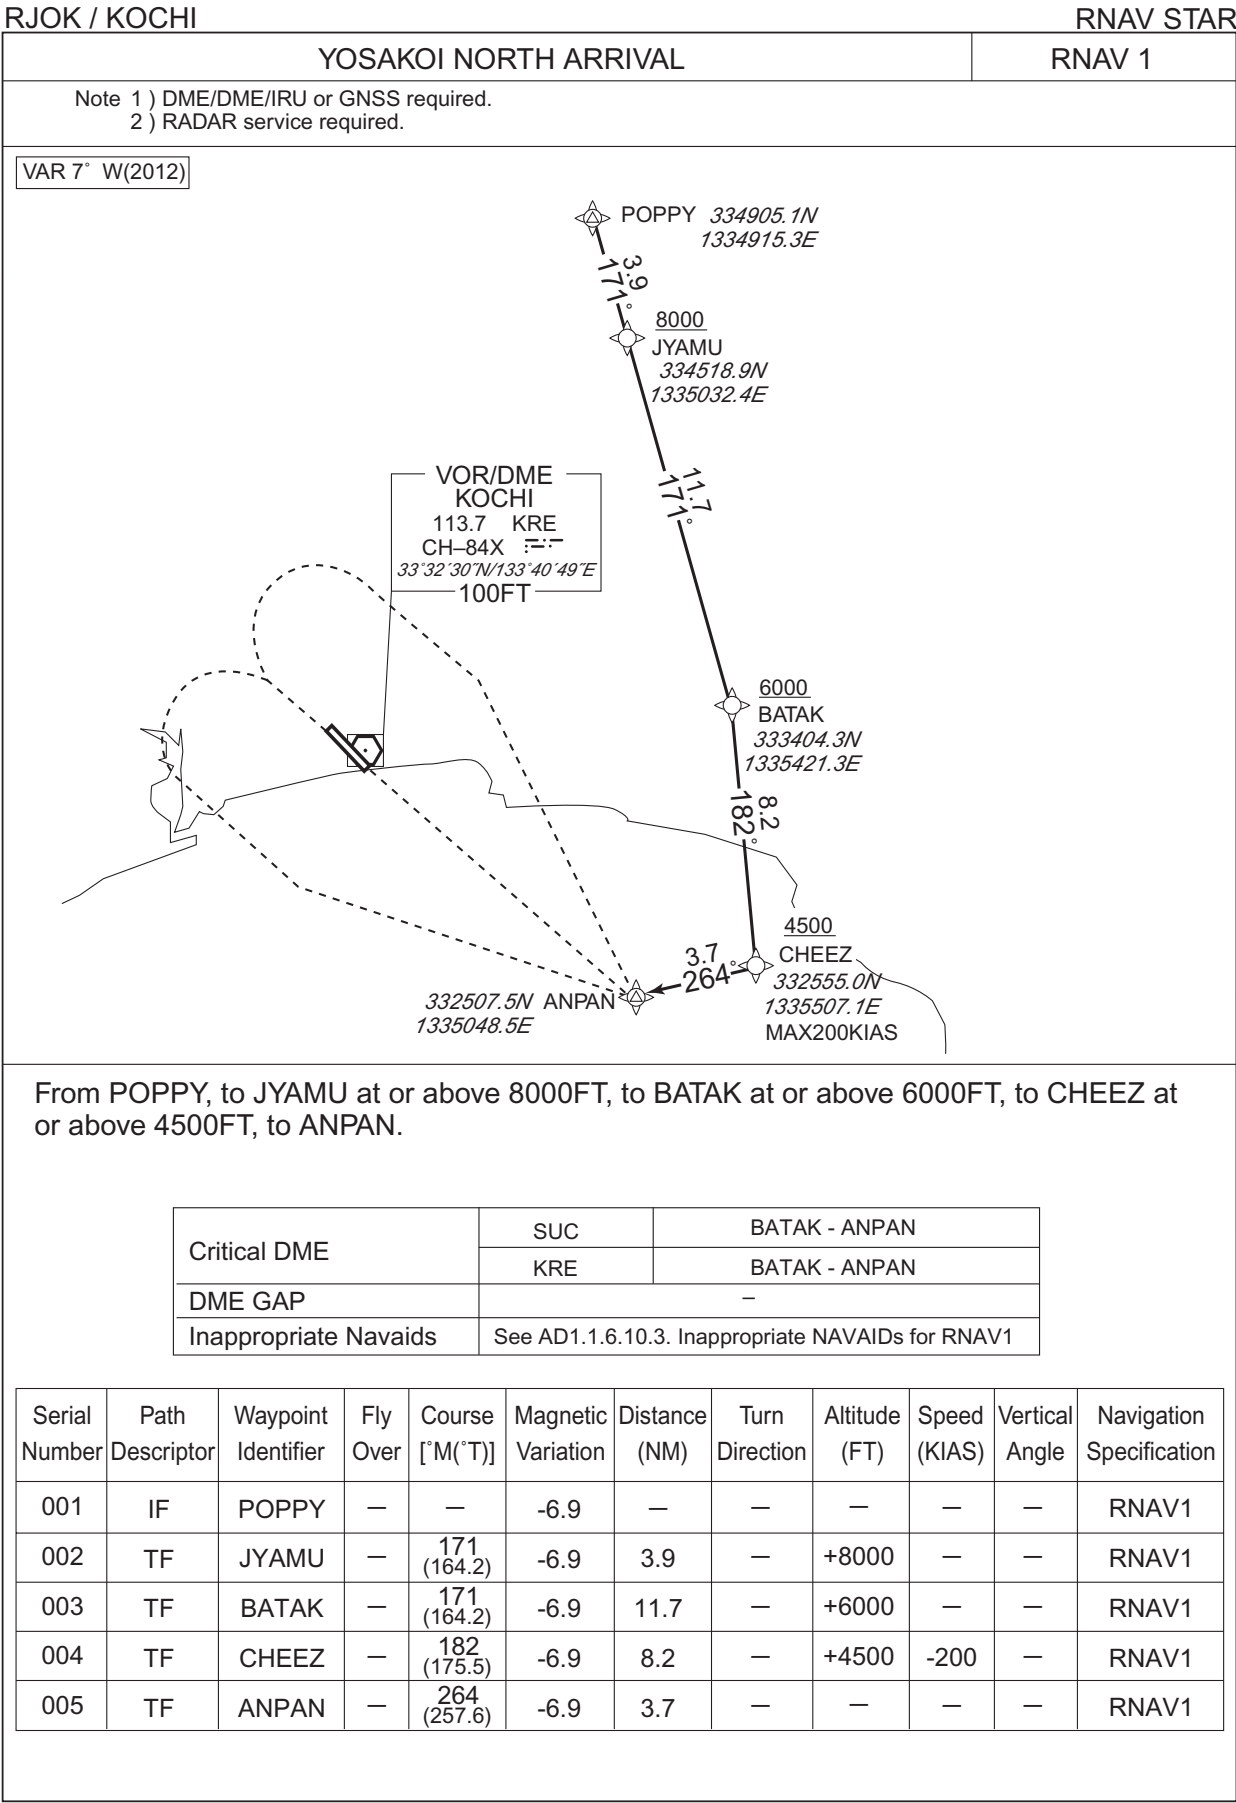 RJOK / KOCHI
RNAV STAR
YOSAKOI NORTH ARRIVAL
RNAV 1
Note 1 ) DME/DME/IRU or GNSS required.
2 ) RADAR service required.
VAR 7˚ W(2012)
POPPY 334905.1N
1334915.3E
3.9
171˚
8000
JYAMU
334518.9N
1335032.4E
11.7
171˚
VOR/DME
KOCHI
113.7 KRE
CH–84X
33˚32´30˝N/133˚40´49˝E
100FT
6000
BATAK
333404.3N
1335421.3E
8.2
182˚
4500
CHEEZ
332555.0N
1335507.1E
MAX200KIAS
3.7
264˚
332507.5N ANPAN
1335048.5E
From POPPY, to JYAMU at or above 8000FT, to BATAK at or above 6000FT, to CHEEZ at
or above 4500FT, to ANPAN.
Critical DME
SUC BATAK - ANPAN
KRE BATAK - ANPAN
DME GAP –
Inappropriate Navaids See AD1.1.6.10.3. Inappropriate NAVAIDs for RNAV1
Serial Path Waypoint Fly Course Magnetic Distance Turn Altitude Speed Vertical Navigation
Number Descriptor Identifier Over [˚M(˚T)] Variation (NM) Direction (FT) (KIAS) Angle Specification
001 IF POPPY – – -6.9 – – – – – RNAV1
002 TF JYAMU – 171 (164.2) -6.9 3.9 – +8000 – – RNAV1
003 TF BATAK – 171 (164.2) -6.9 11.7 – +6000 – – RNAV1
004 TF CHEEZ – 182 (175.5) -6.9 8.2 – +4500 -200 – RNAV1
005 TF ANPAN – 264 (257.6) -6.9 3.7 – – – – RNAV1